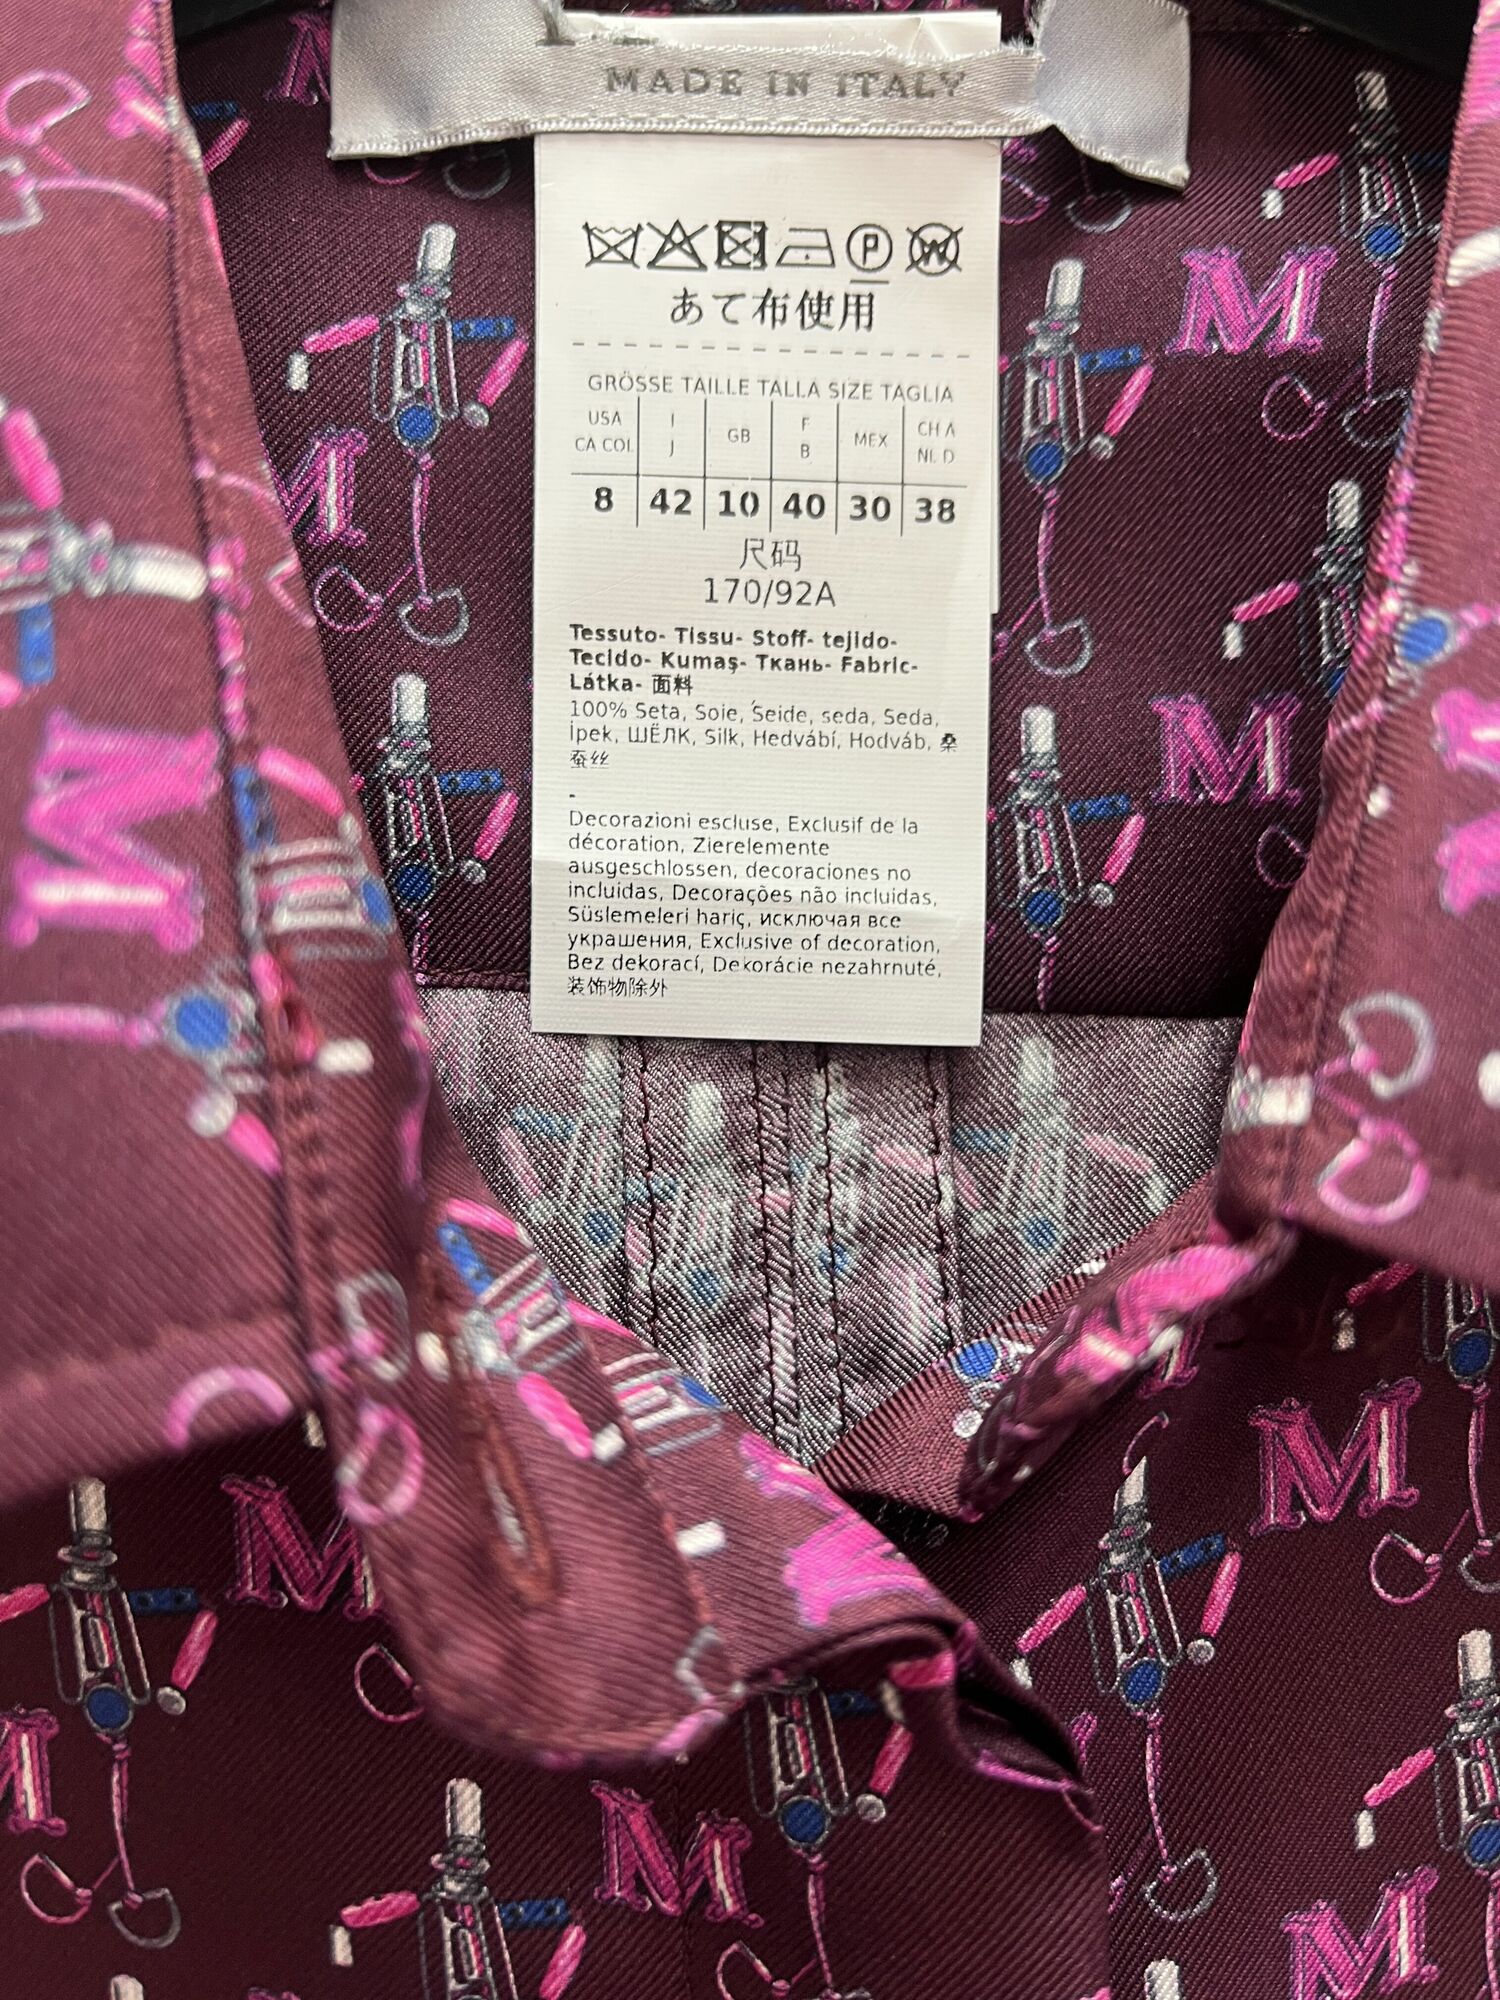 MADE IN ITALY
P W
あて布使用
GRÖSSE TAILLE TALLA SIZE TAGLIA
USA I GB F MEX CH A
CA COL J B NL D
8 42 10 40 30 38
尺码
170/92A
Tessuto- Tissu- Stoff- tejido-
Tecido- Kumaş- Ткань- Fabric-
Látka- 面料
100% Seta, Soie, Seide, seda, Seda,
İpek, ШЁЛК, Silk, Hedvábí, Hodváb, 桑
蚕丝
-
Decorazioni escluse, Exclusif de la
décoration, Zierelemente
ausgeschlossen, decoraciones no
incluidas, Decorações não incluidas,
Süslemeleri hariç, исключая все
украшения, Exclusive of decoration,
Bez dekorací, Dekorácie nezahrnuté,
装饰物除外
M
M
M
M
M
M
M
M
M
M
M